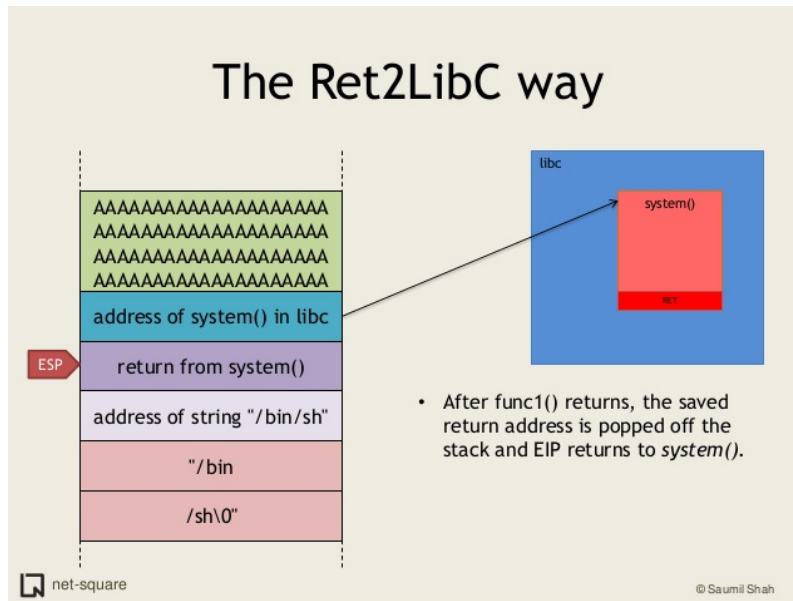 The Ret2LibC way
AAAAAAAAAAAAAAAAAAAA
AAAAAAAAAAAAAAAAAAAA
AAAAAAAAAAAAAAAAAAAA
AAAAAAAAAAAAAAAAAAAA
address of system() in libc
ESP
return from system()
address of string "/bin/sh"
"/bin
/sh\0"
libc
system()
RET
• After func1() returns, the saved
return address is popped off the
stack and EIP returns to system().
net-square
© Saumil Shah